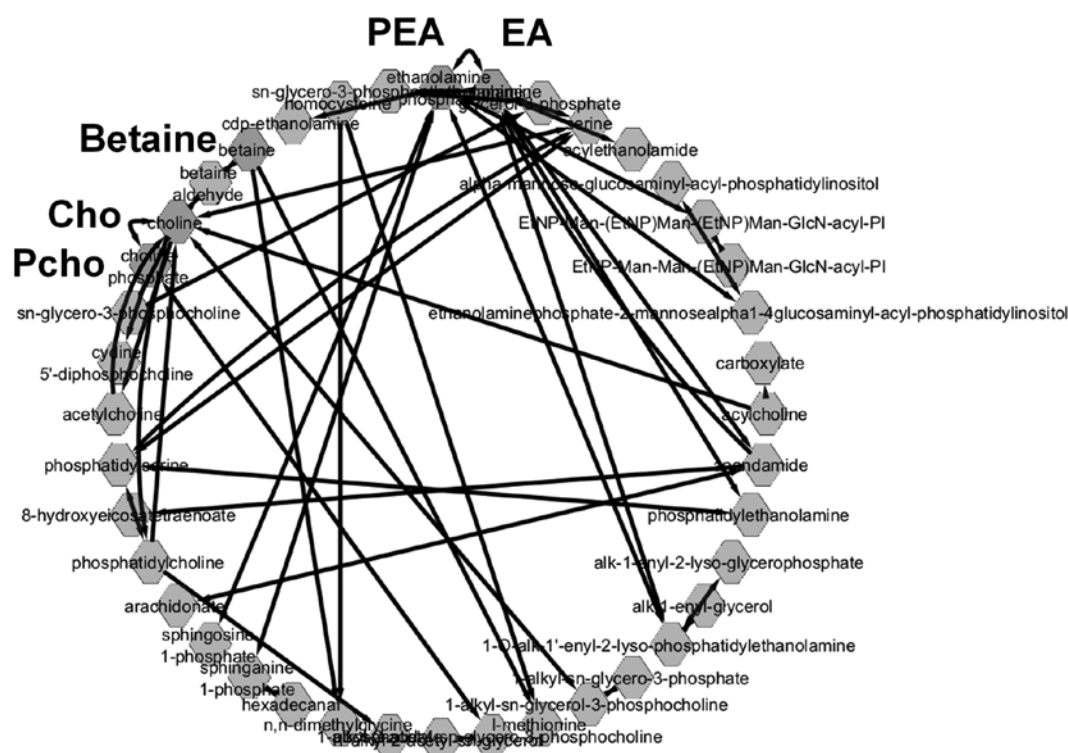 PEA EA
ethanolamine
sn-glycero-3-phosphoethanolamine
homocysteine
glycerol-3-phosphate
cdp-ethanolamine
serine
Betaine
betaine
acylethanolamide
betaine
aldehyde
alpha-mannose-glucosaminyl-acyl-phosphatidylinositol
Cho
choline
EtNP-Man-(EtNP)Man-(EtNP)Man-GlcN-acyl-PI
Pcho
choline
phosphate
EtNP-Man-Man-(EtNP)Man-GlcN-acyl-PI
sn-glycero-3-phosphocholine
ethanolaminephosphate-2-mannosealpha1-4glucosaminyl-acyl-phosphatidylinositol
cydine
5'-diphosphocholine
carboxylate
acetylcholine
acylcholine
phosphatidylserine
anandamide
8-hydroxyeicosatetraenoate
phosphatidylethanolamine
phosphatidylcholine
alk-1-enyl-2-lyso-glycerophosphate
arachidonate
alk-1-enyl-glycerol
sphingosine
1-phosphate
1-O-alk-1'-enyl-2-lyso-phosphatidylethanolamine
sphinganine
1-phosphate
1-alkyl-sn-glycero-3-phosphate
hexadecanal
1-alkyl-sn-glycerol-3-phosphocholine
n,n-dimethylglycine
l-methionine